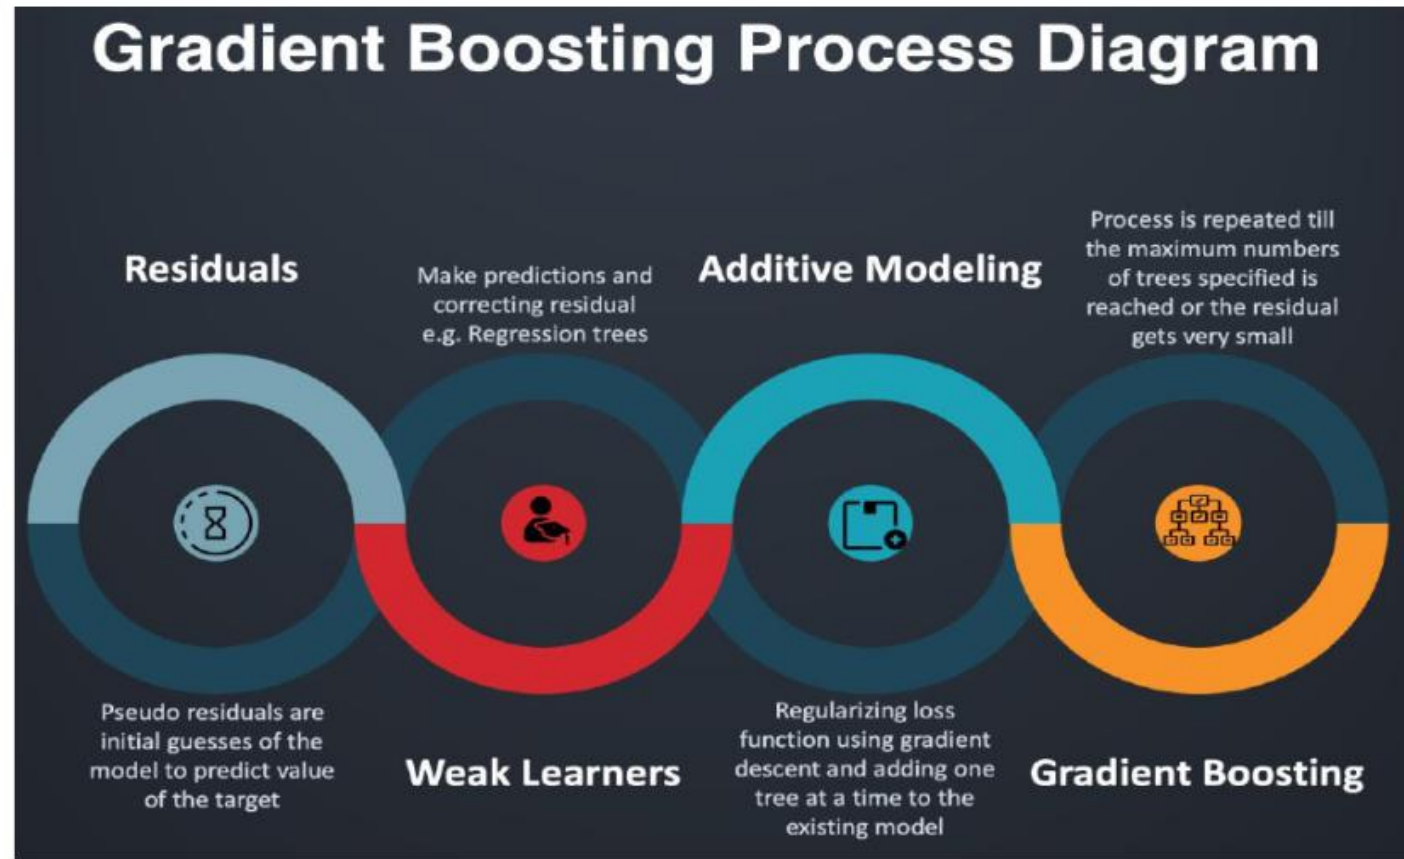 Gradient Boosting Process Diagram
Residuals
Pseudo residuals are
initial guesses of the
model to predict value
of the target
Make predictions and
correcting residual
e.g. Regression trees
Weak Learners
Additive Modeling
Regularizing loss
function using gradient
descent and adding one
tree at a time to the
existing model
Process is repeated till
the maximum numbers
of trees specified is
reached or the residual
gets very small
Gradient Boosting